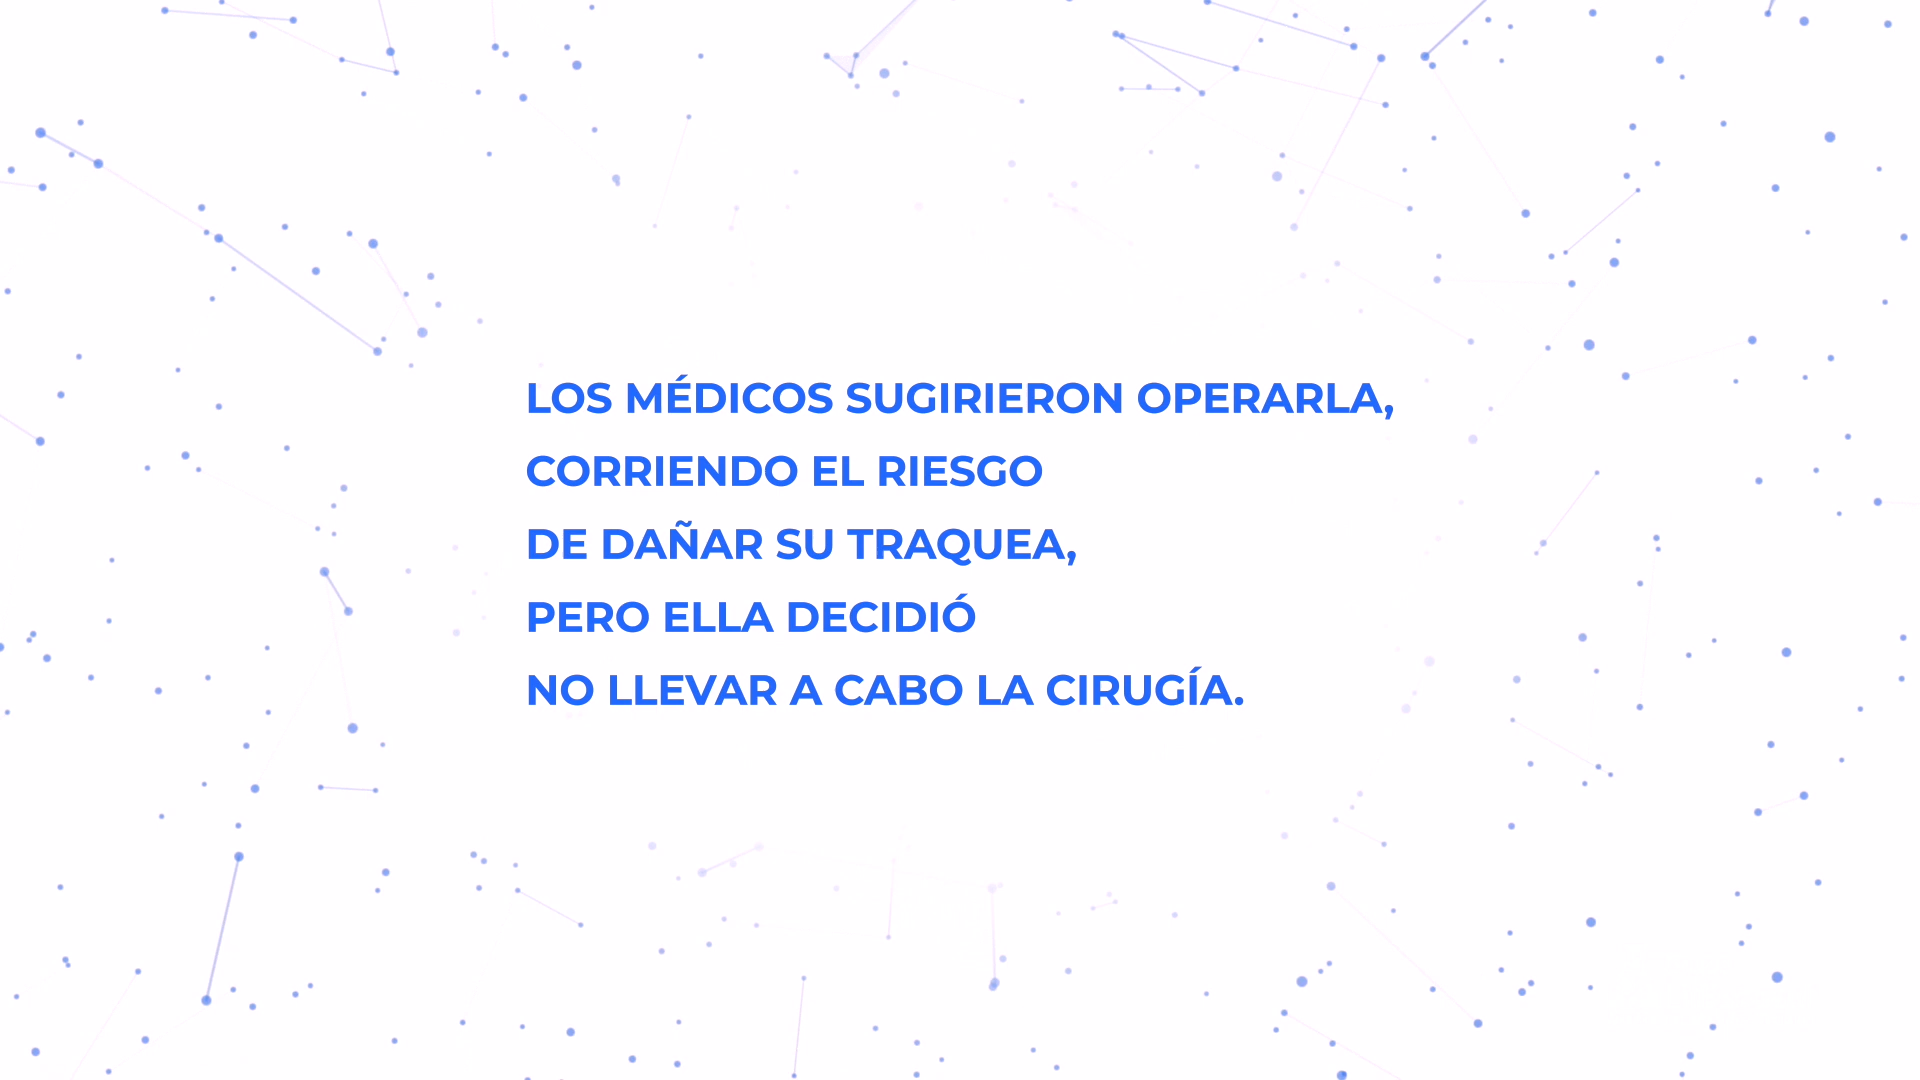 LOS MÉDICOS SUGIRIERON OPERARLA,
CORRIENDO EL RIESGO
DE DAÑAR SU TRAQUEA,
PERO ELLA DECIDIÓ
NO LLEVAR A CABO LA CIRUGÍA.